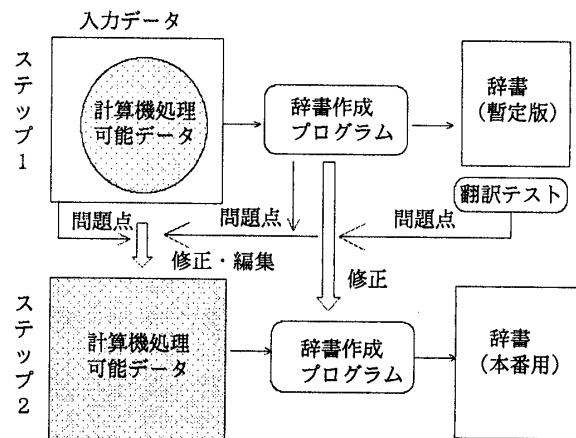 入力データ
ステップ1
計算機処理
可能データ
辞書作成
プログラム
辞書
(暫定版)
翻訳テスト
問題点
問題点
問題点
修正・編集
修正
ステップ2
計算機処理
可能データ
辞書作成
プログラム
辞書
(本番用)